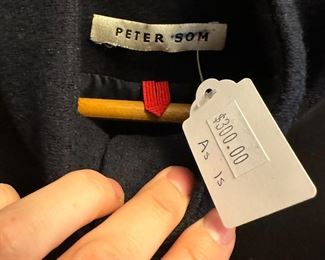 PETER SOM
$300.00
As is